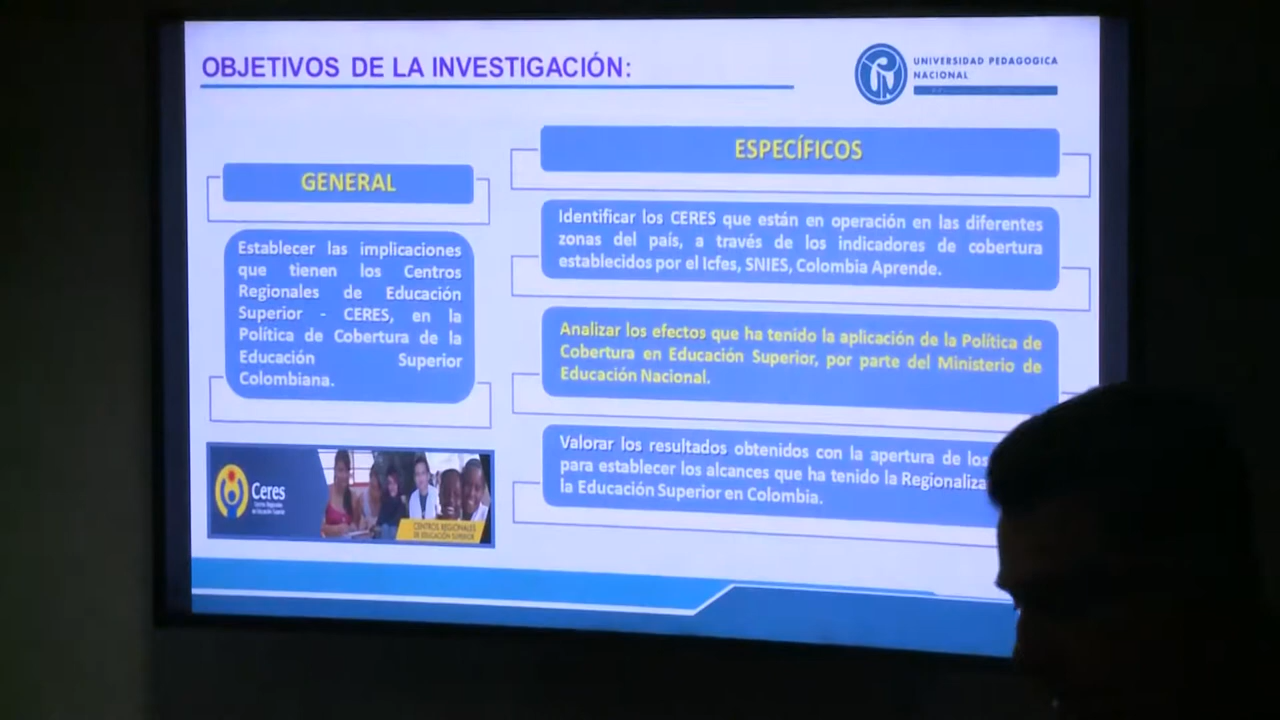 OBJETIVOS DE LA INVESTIGACIÓN:
UNIVERSIDAD PEDAGOGICA
NACIONAL
GENERAL
Establecer las implicaciones
que tienen los Centros
Regionales de Educación
Superior - CERES, en la
Política de Cobertura de la
Educación Superior
Colombiana.
Ceres
Centros Regionales
de Educación Superior
CENTROS REGIONALES
DE EDUCACIÓN SUPERIOR
ESPECÍFICOS
Identificar los CERES que están en operación en las diferentes
zonas del país, a través de los indicadores de cobertura
establecidos por el Icfes, SNIES, Colombia Aprende.
Analizar los efectos que ha tenido la aplicación de la Política de
Cobertura en Educación Superior, por parte del Ministerio de
Educación Nacional.
Valorar los resultados obtenidos con la apertura de los
para establecer los alcances que ha tenido la Regionaliza
la Educación Superior en Colombia.